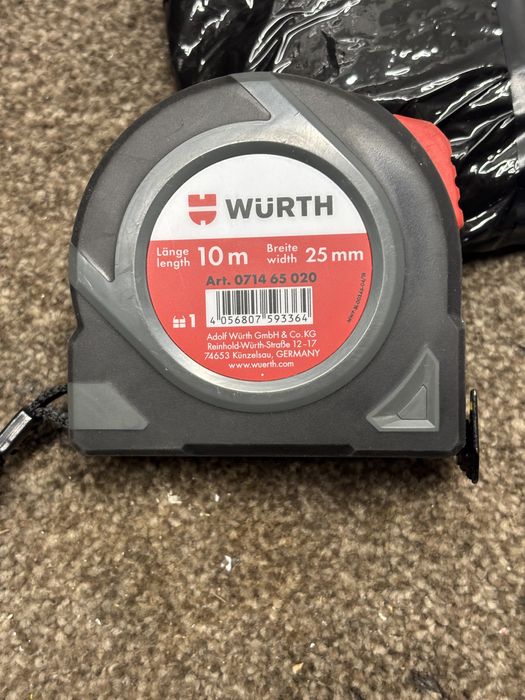 WÜRTH
Länge Breite
length 10 m width 25 mm
Art. 0714 65 020
1
4 056807 593364
Adolf Würth GmbH & Co. KG
Reinhold-Würth-Straße 12-17
74653 Künzelsau, GERMANY
www.wuerth.com